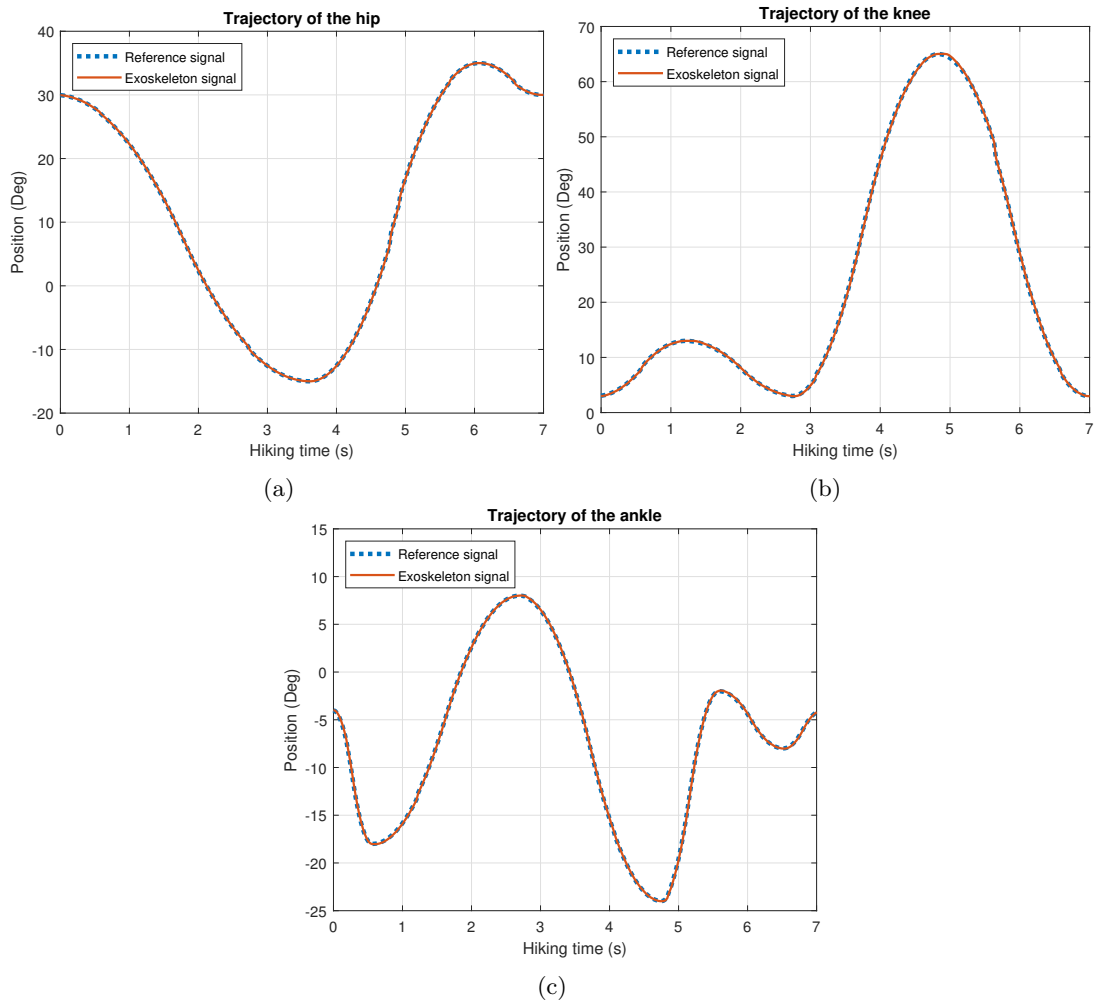 Trajectory of the hip
40
30
20
10
0
-10
-20
Position (Deg)
Reference signal
Exoskeleton signal
0 1 2 3 4 5 6 7
Hiking time (s)
(a)
Trajectory of the knee
70
60
50
40
30
20
10
0
Position (Deg)
Reference signal
Exoskeleton signal
0 1 2 3 4 5 6 7
Hiking time (s)
(b)
Trajectory of the ankle
15
10
5
0
-5
-10
-15
-20
-25
Position (Deg)
Reference signal
Exoskeleton signal
0 1 2 3 4 5 6 7
Hiking time (s)
(c)